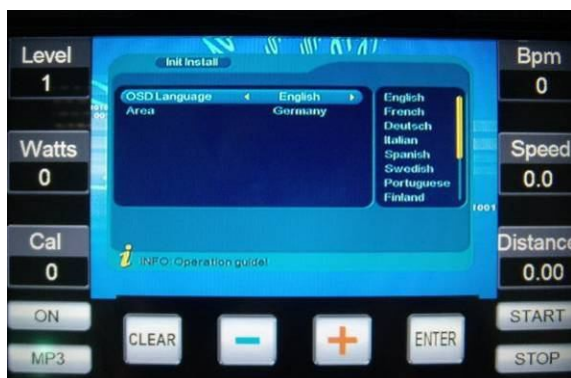 Level
1
Watts
0
Cal
0
Init Install
OSD Language English
Area Germany
English
French
Deutsch
Italian
Spanish
Swedish
Portuguese
Finland
1001
INFO:Operation guide!
Bpm
0
Speed
0.0
Distance
0.00
ON
MP3
CLEAR
−
+
ENTER
START
STOP